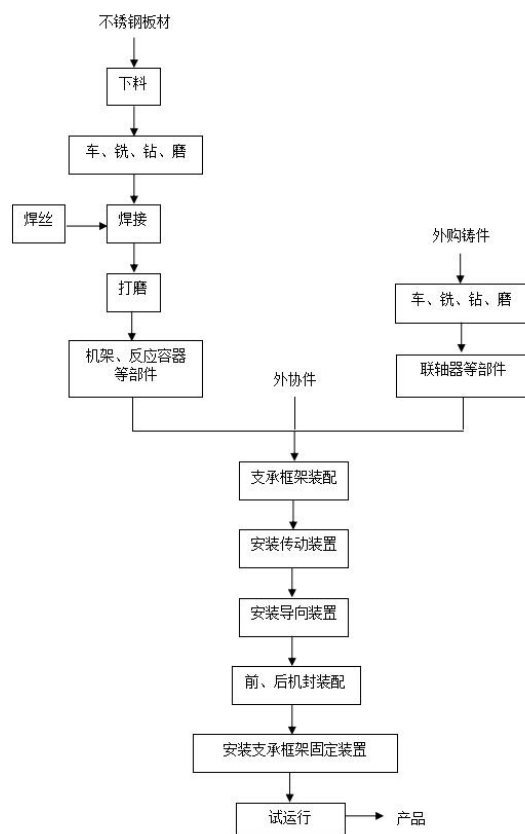 不锈钢板材
下料
车、铣、钻、磨
焊丝
焊接
打磨
机架、反应容器
等部件
外购铸件
车、铣、钻、磨
联轴器等部件
外协件
支承框架装配
安装传动装置
安装导向装置
前、后机封装配
安装支承框架固定装置
试运行
产品